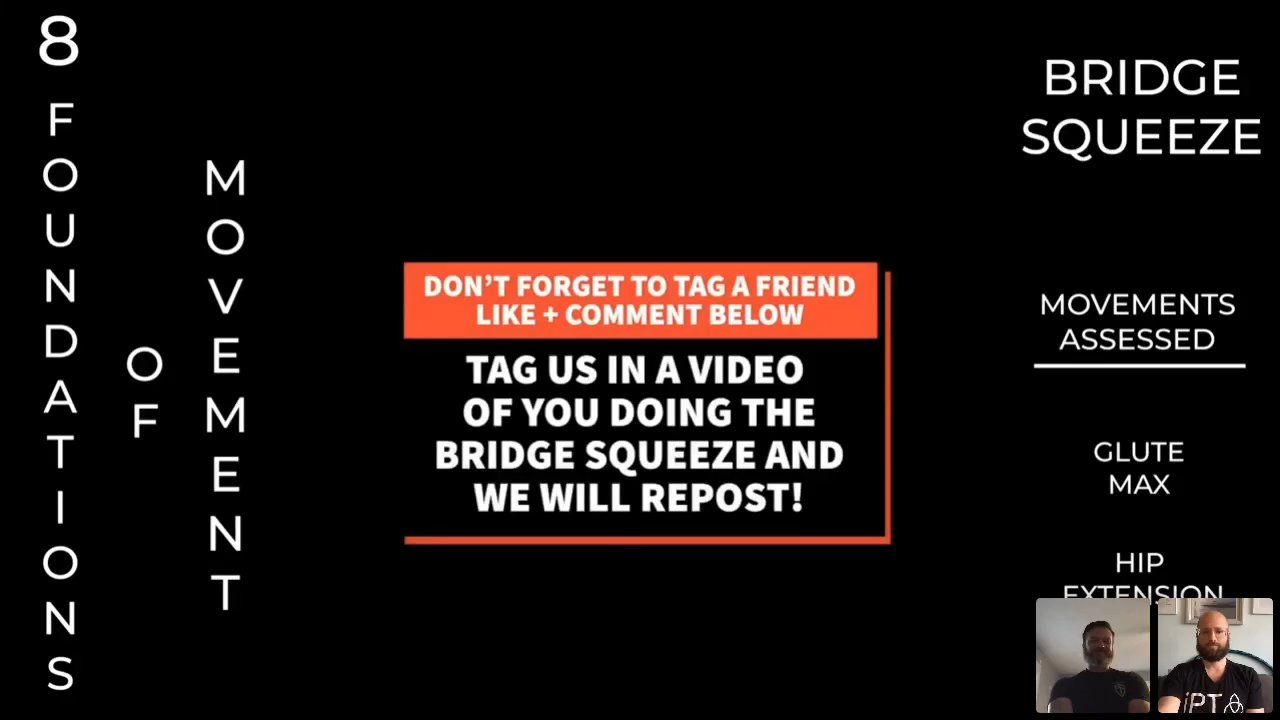 8
FOUNDATIONS
OF
MOVEMENT
DON'T FORGET TO TAG A FRIEND
LIKE + COMMENT BELOW
TAG US IN A VIDEO
OF YOU DOING THE
BRIDGE SQUEEZE AND
WE WILL REPOST!
BRIDGE
SQUEEZE
MOVEMENTS
ASSESSED
GLUTE
MAX
HIP
EXTENSION
iPT